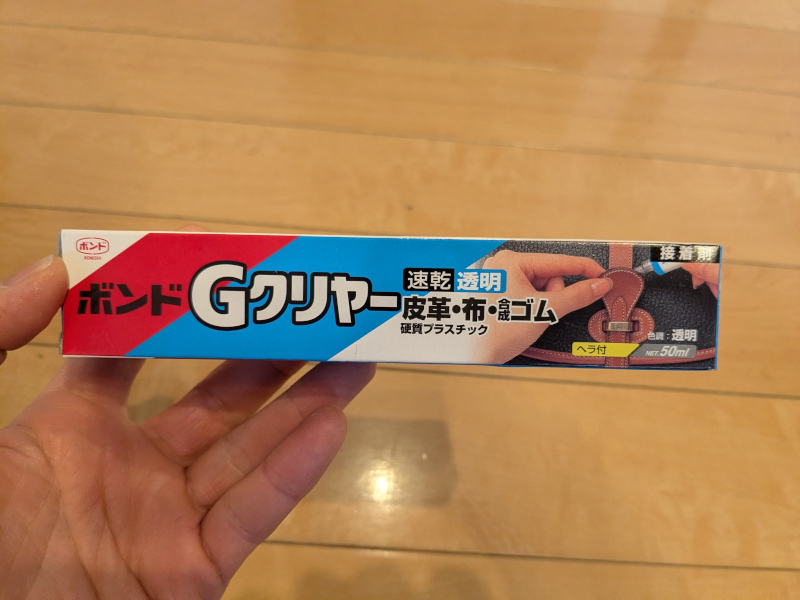 ボンド
KONISHI
ボンド Gクリヤー
速乾 透明
皮革・布・合成ゴム
硬質プラスチック
接着剤
色調：透明
ヘラ付
NET. 50ml